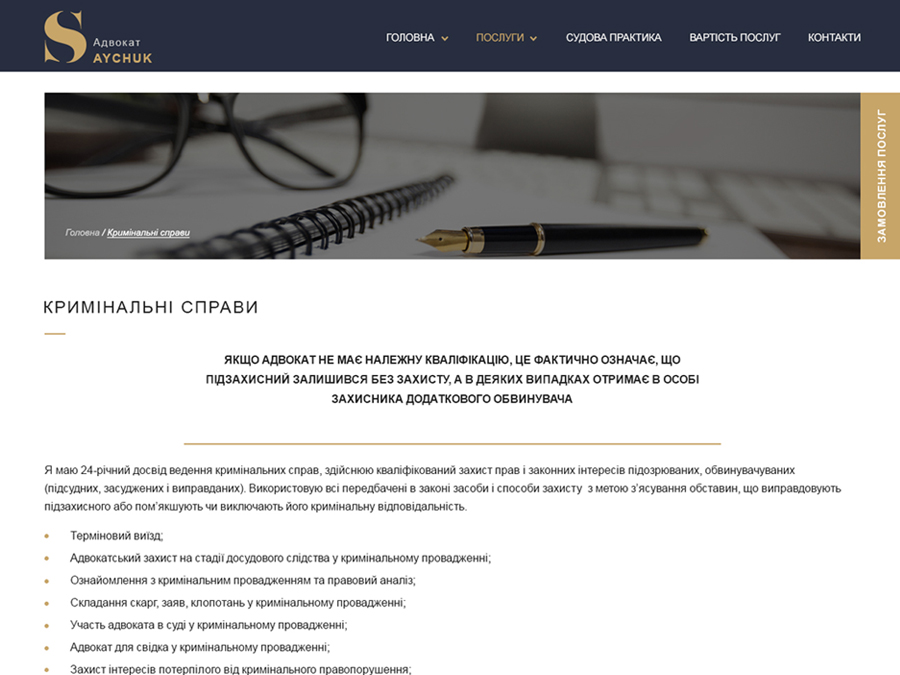 S Адвокат
AYCHUK
ГОЛОВНА ПОСЛУГИ СУДОВА ПРАКТИКА ВАРТІСТЬ ПОСЛУГ КОНТАКТИ
ЗАМОВЛЕННЯ ПОСЛУГ
Головна / Кримінальні справи
КРИМІНАЛЬНІ СПРАВИ
ЯКЩО АДВОКАТ НЕ МАЄ НАЛЕЖНУ КВАЛІФІКАЦІЮ, ЦЕ ФАКТИЧНО ОЗНАЧАЄ, ЩО
ПІДЗАХИСНИЙ ЗАЛИШИВСЯ БЕЗ ЗАХИСТУ, А В ДЕЯКИХ ВИПАДКАХ ОТРИМАЄ В ОСОБІ
ЗАХИСНИКА ДОДАТКОВОГО ОБВИНУВАЧА
Я маю 24-річний досвід ведення кримінальних справ, здійснюю кваліфікований захист прав і законних інтересів підозрюваних, обвинувачуваних
(підсудних, засуджених і виправданих). Використовую всі передбачені в законі засоби і способи захисту з метою з’ясування обставин, що виправдовують
підзахисного або пом’якшують чи виключають його кримінальну відповідальність.
Терміновий виїзд;
Адвокатський захист на стадії досудового слідства у кримінальному провадженні;
Ознайомлення з кримінальним провадженням та правовий аналіз;
Складання скарг, заяв, клопотань у кримінальному провадженні;
Участь адвоката в суді у кримінальному провадженні;
Адвокат для свідка у кримінальному провадженні;
Захист інтересів потерпілого від кримінального правопорушення;